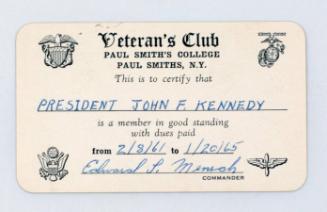 Veteran's Club
PAUL SMITH'S COLLEGE
PAUL SMITHS, N.Y.
This is to certify that
PRESIDENT JOHN F. KENNEDY
is a member in good standing
with dues paid
from 2/8/61 to 1/20/65
Edward S.
COMMANDER